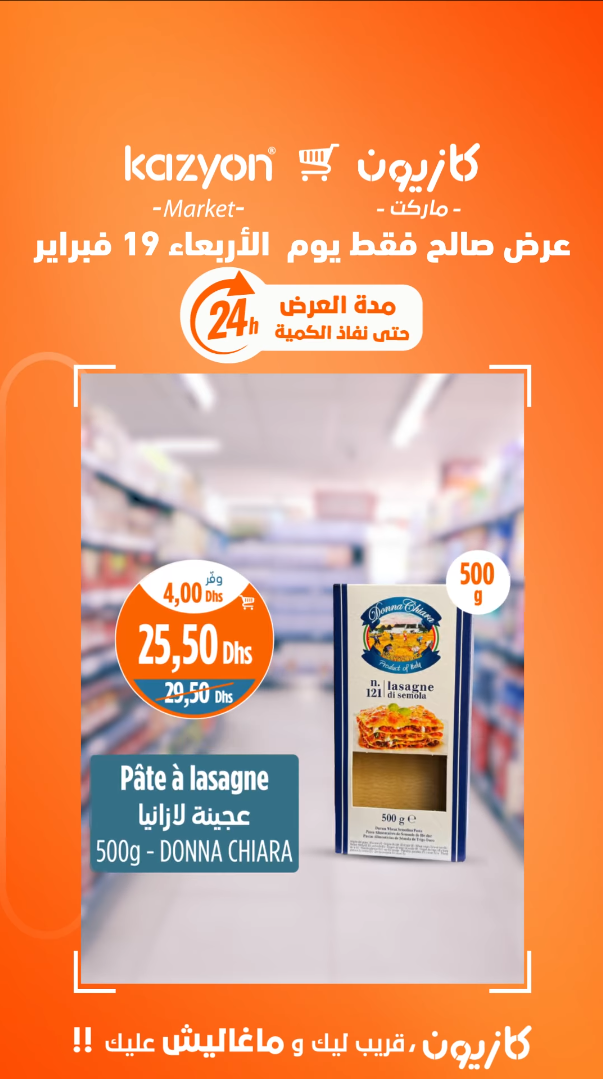 kazyon® كازيون
-Market- - ماركت -
عرض صالح فقط يوم الأربعاء 19 فبراير
24h
مدة العرض
حتى نفاذ الكمية
500
g
وفّر
4,00 Dhs
25,50 Dhs
29,50 Dhs
Donna Chiara
Product of Italy
n.
121
lasagne
di semola
500 g e
Pâte à lasagne
عجينة لازانيا
500g - DONNA CHIARA
كازيون، قريب ليك و ماغاليش عليك !!